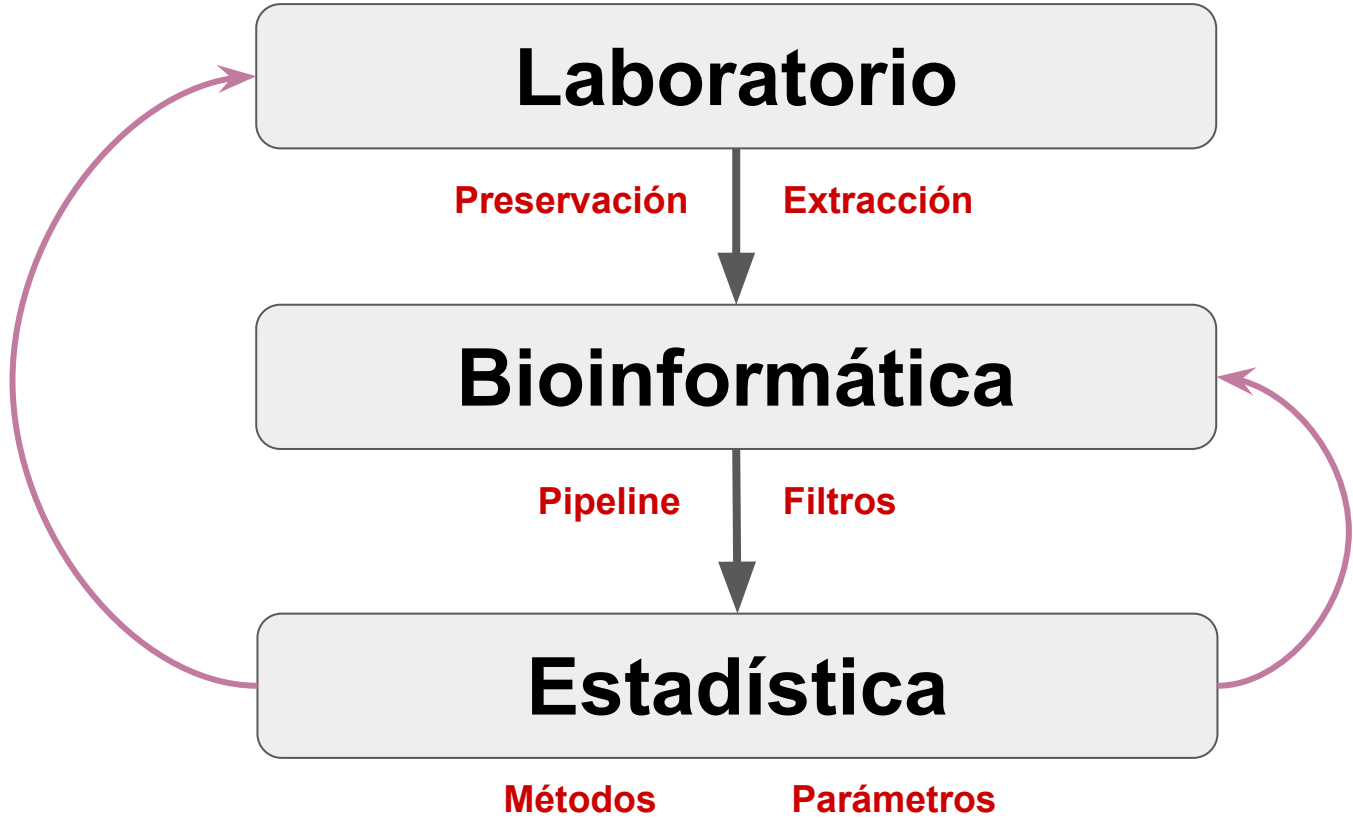 Laboratorio
Preservación Extracción
Bioinformática
Pipeline Filtros
Estadística
Métodos Parámetros